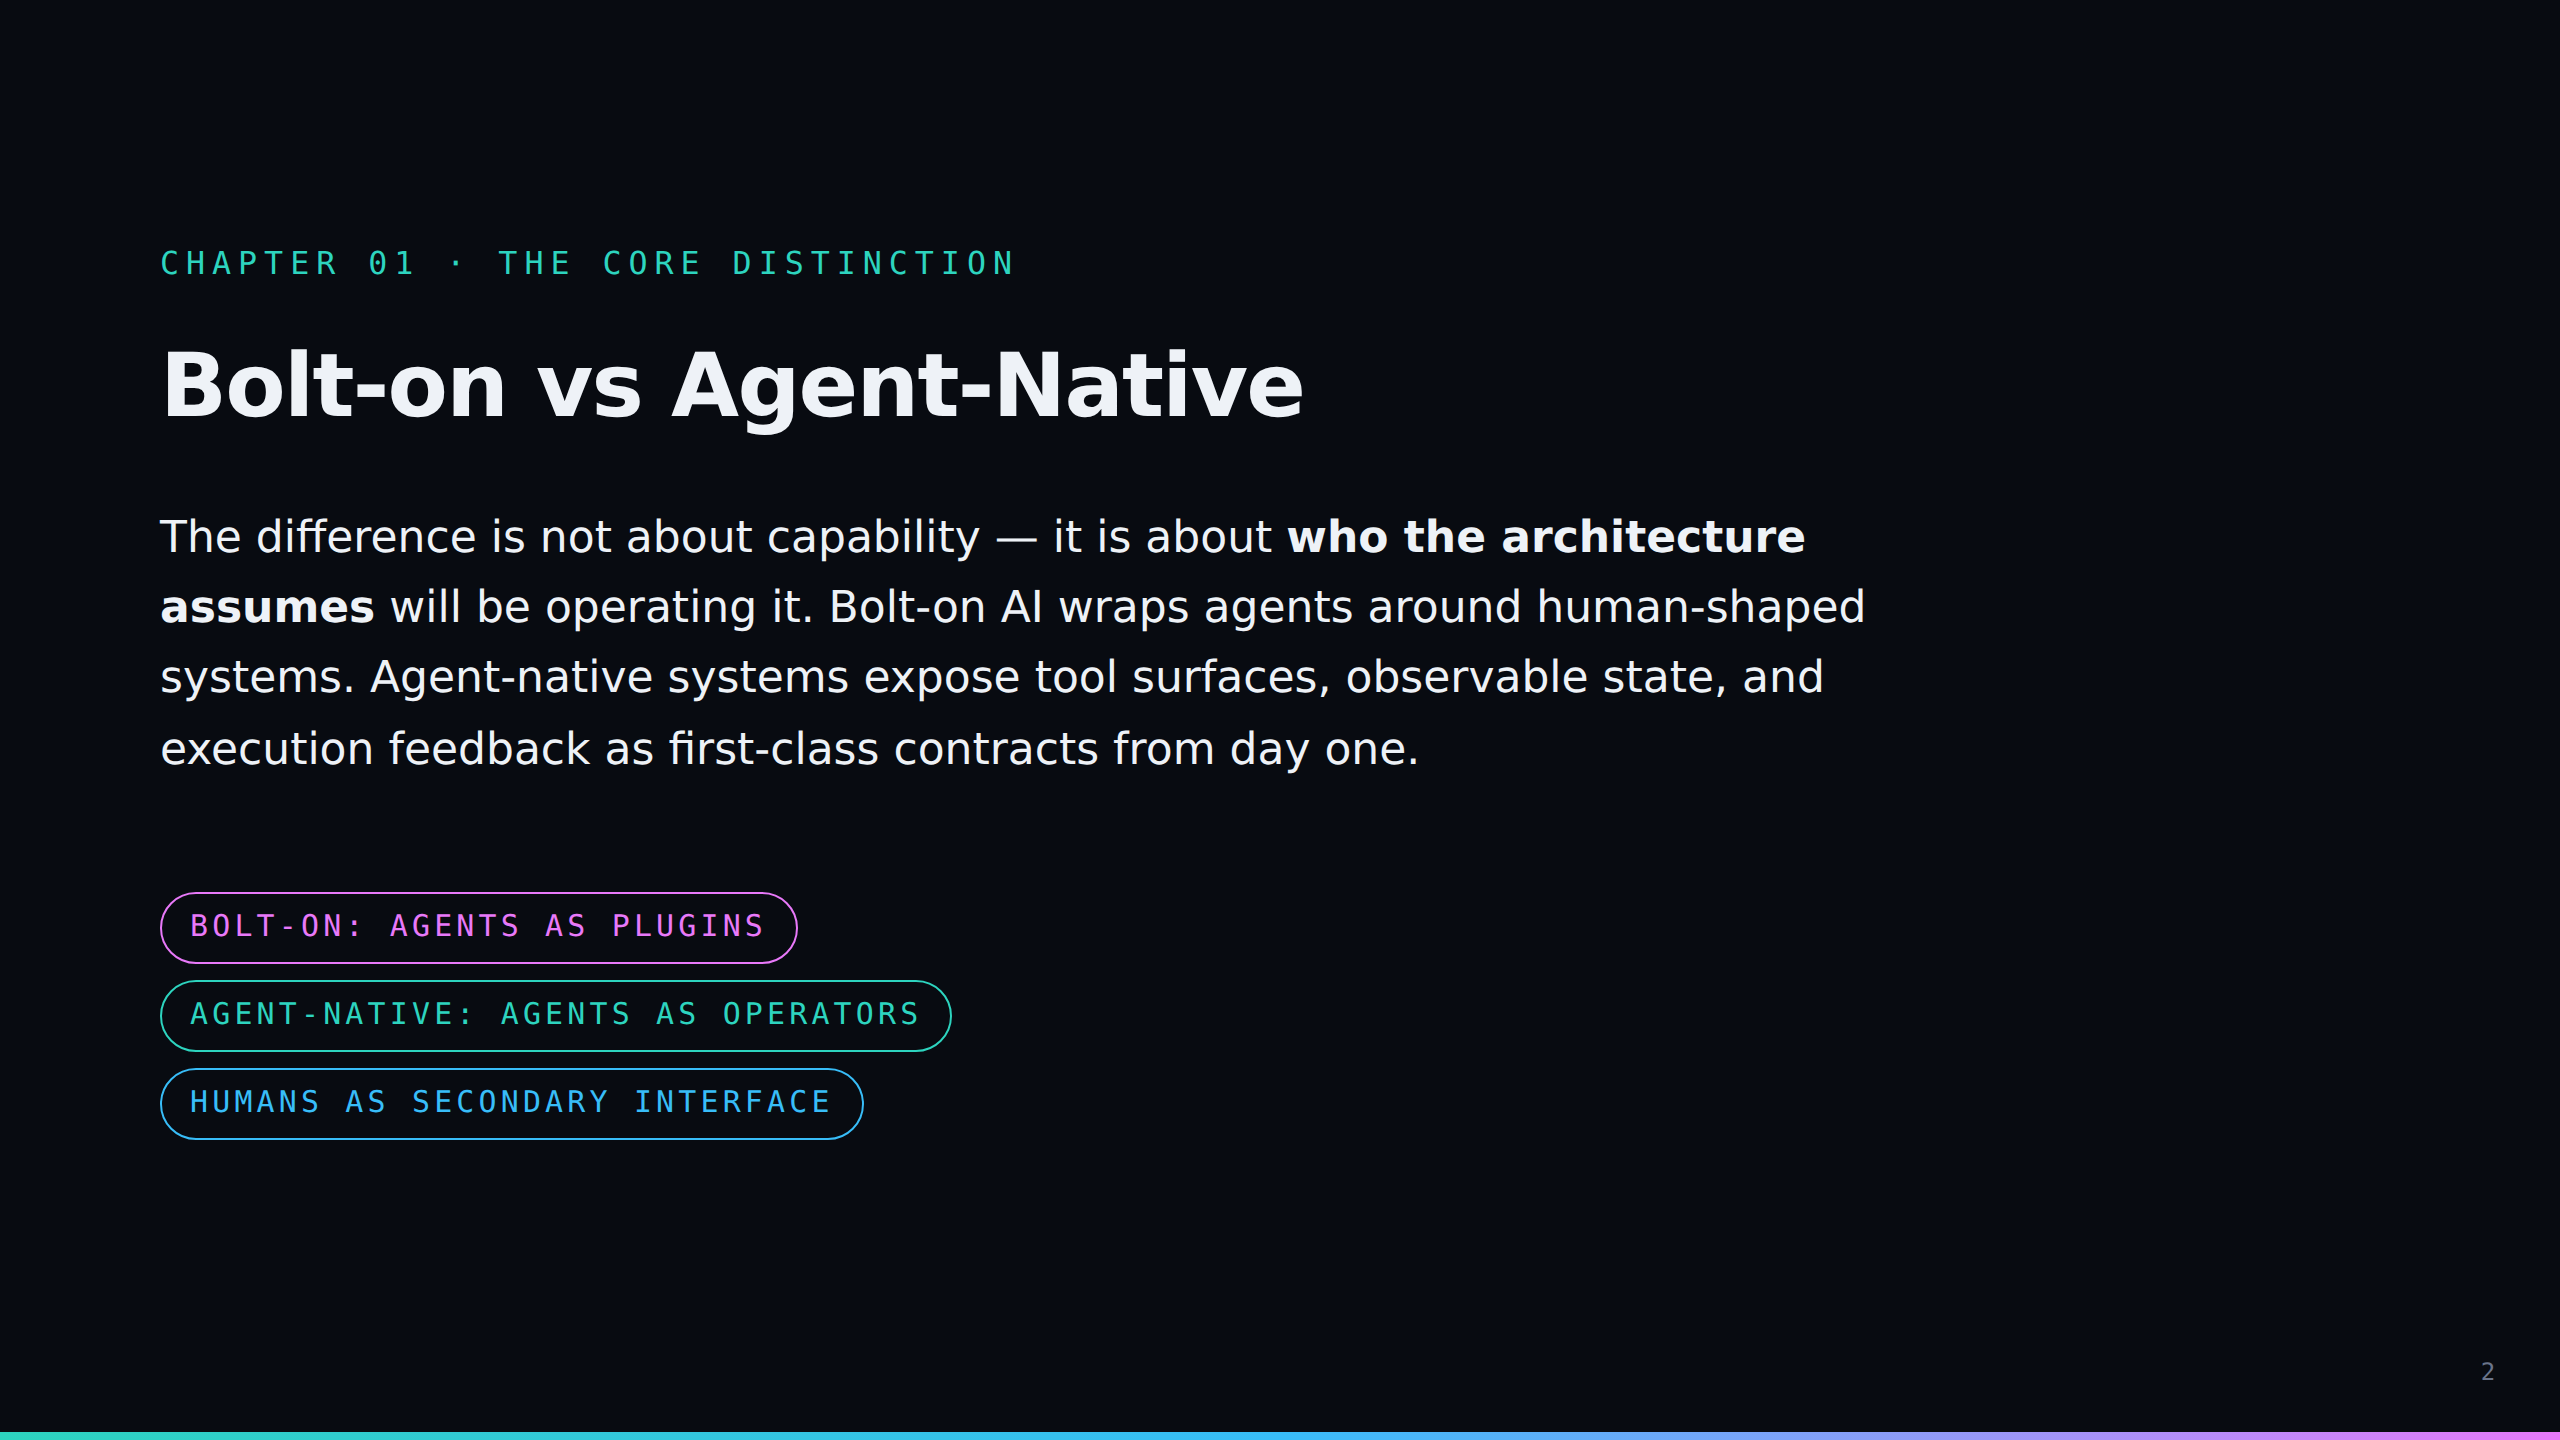 CHAPTER 01 · THE CORE DISTINCTION
Bolt-on vs Agent-Native
The difference is not about capability — it is about who the architecture
assumes will be operating it. Bolt-on AI wraps agents around human-shaped
systems. Agent-native systems expose tool surfaces, observable state, and
execution feedback as first-class contracts from day one.
BOLT-ON: AGENTS AS PLUGINS
AGENT-NATIVE: AGENTS AS OPERATORS
HUMANS AS SECONDARY INTERFACE
2